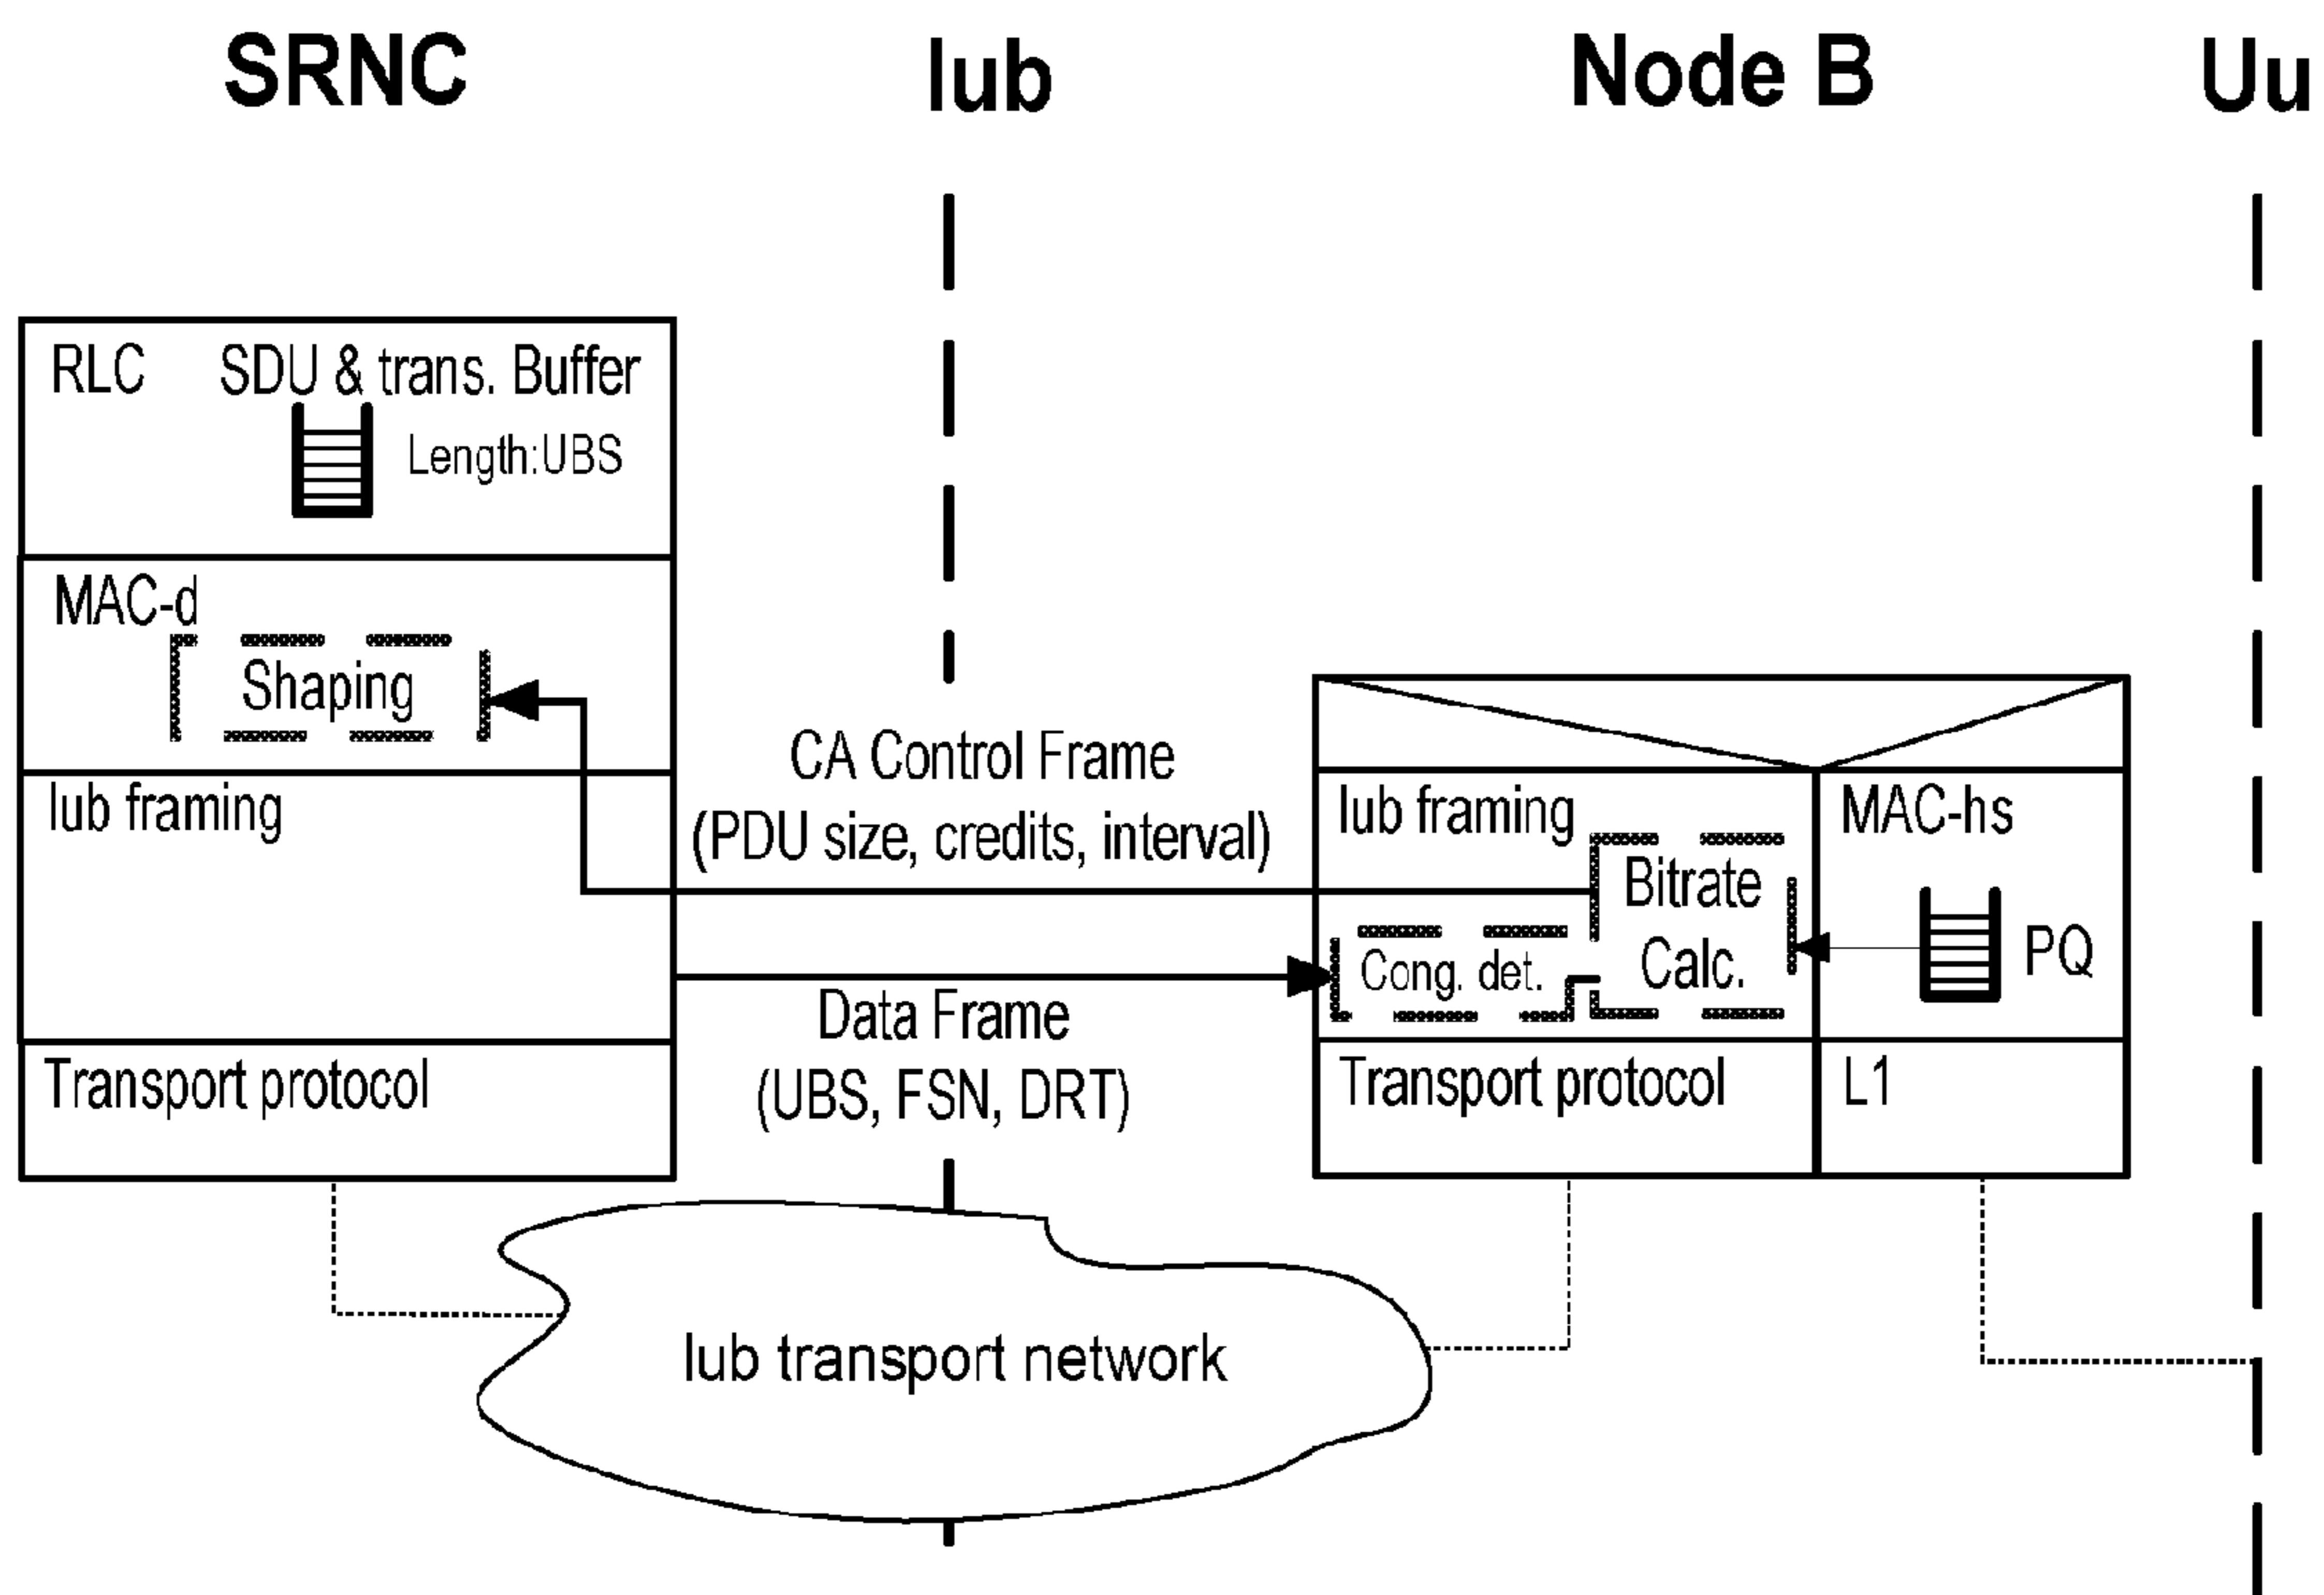 SRNC
Iub
Node B
Uu
RLC SDU & trans. Buffer
Length:UBS
MAC-d
Shaping
Iub framing
Transport protocol
CA Control Frame
(PDU size, credits, interval)
Data Frame
(UBS, FSN, DRT)
Iub framing
Bitrate
Calc.
Cong. det.
MAC-hs
PQ
Transport protocol
L1
Iub transport network